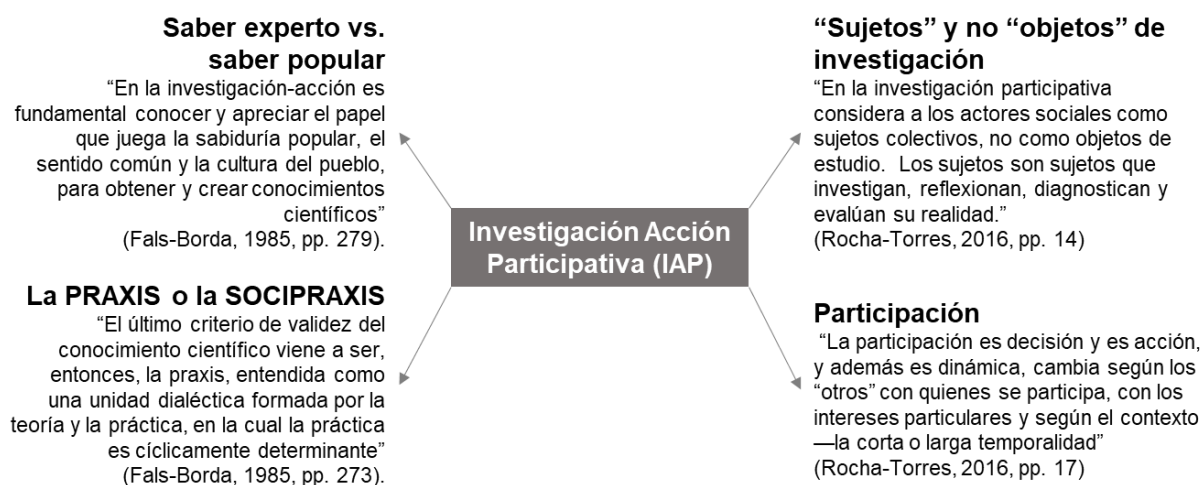 Saber experto vs.
saber popular
“En la investigación-acción es
fundamental conocer y apreciar el papel
que juega la sabiduría popular, el
sentido común y la cultura del pueblo,
para obtener y crear conocimientos
científicos”
(Fals-Borda, 1985, pp. 279).
“Sujetos” y no “objetos” de
investigación
“En la investigación participativa
considera a los actores sociales como
sujetos colectivos, no como objetos de
estudio. Los sujetos son sujetos que
investigan, reflexionan, diagnostican y
evalúan su realidad.”
(Rocha-Torres, 2016, pp. 14)
Investigación Acción
Participativa (IAP)
La PRAXIS o la SOCIPRAXIS
“El último criterio de validez del
conocimiento científico viene a ser,
entonces, la praxis, entendida como
una unidad dialéctica formada por la
teoría y la práctica, en la cual la práctica
es cíclicamente determinante”
(Fals-Borda, 1985, pp. 273).
Participación
“La participación es decisión y es acción,
y además es dinámica, cambia según los
“otros” con quienes se participa, con los
intereses particulares y según el contexto
—la corta o larga temporalidad”
(Rocha-Torres, 2016, pp. 17)